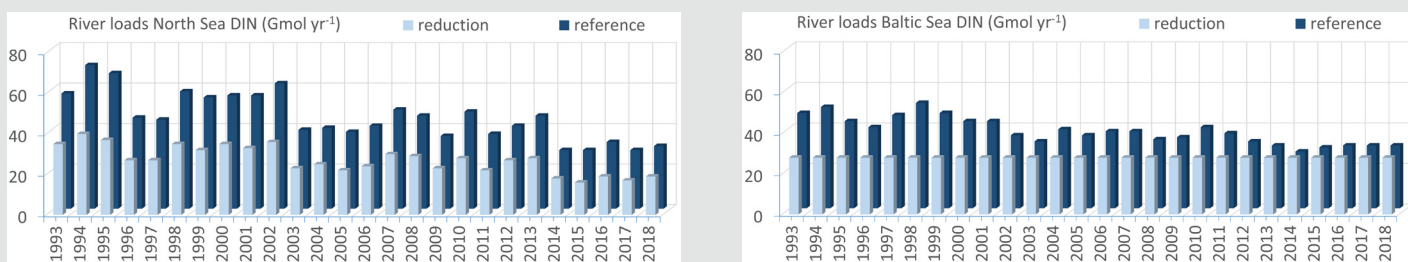 River loads North Sea DIN (Gmol yr-1) reduction reference
80
60
40
20
0
1993 1994 1995 1996 1997 1998 1999 2000 2001 2002 2003 2004 2005 2006 2007 2008 2009 2010 2011 2012 2013 2014 2015 2016 2017 2018
River loads Baltic Sea DIN (Gmol yr-1) reduction reference
80
60
40
20
0
1993 1994 1995 1996 1997 1998 1999 2000 2001 2002 2003 2004 2005 2006 2007 2008 2009 2010 2011 2012 2013 2014 2015 2016 2017 2018